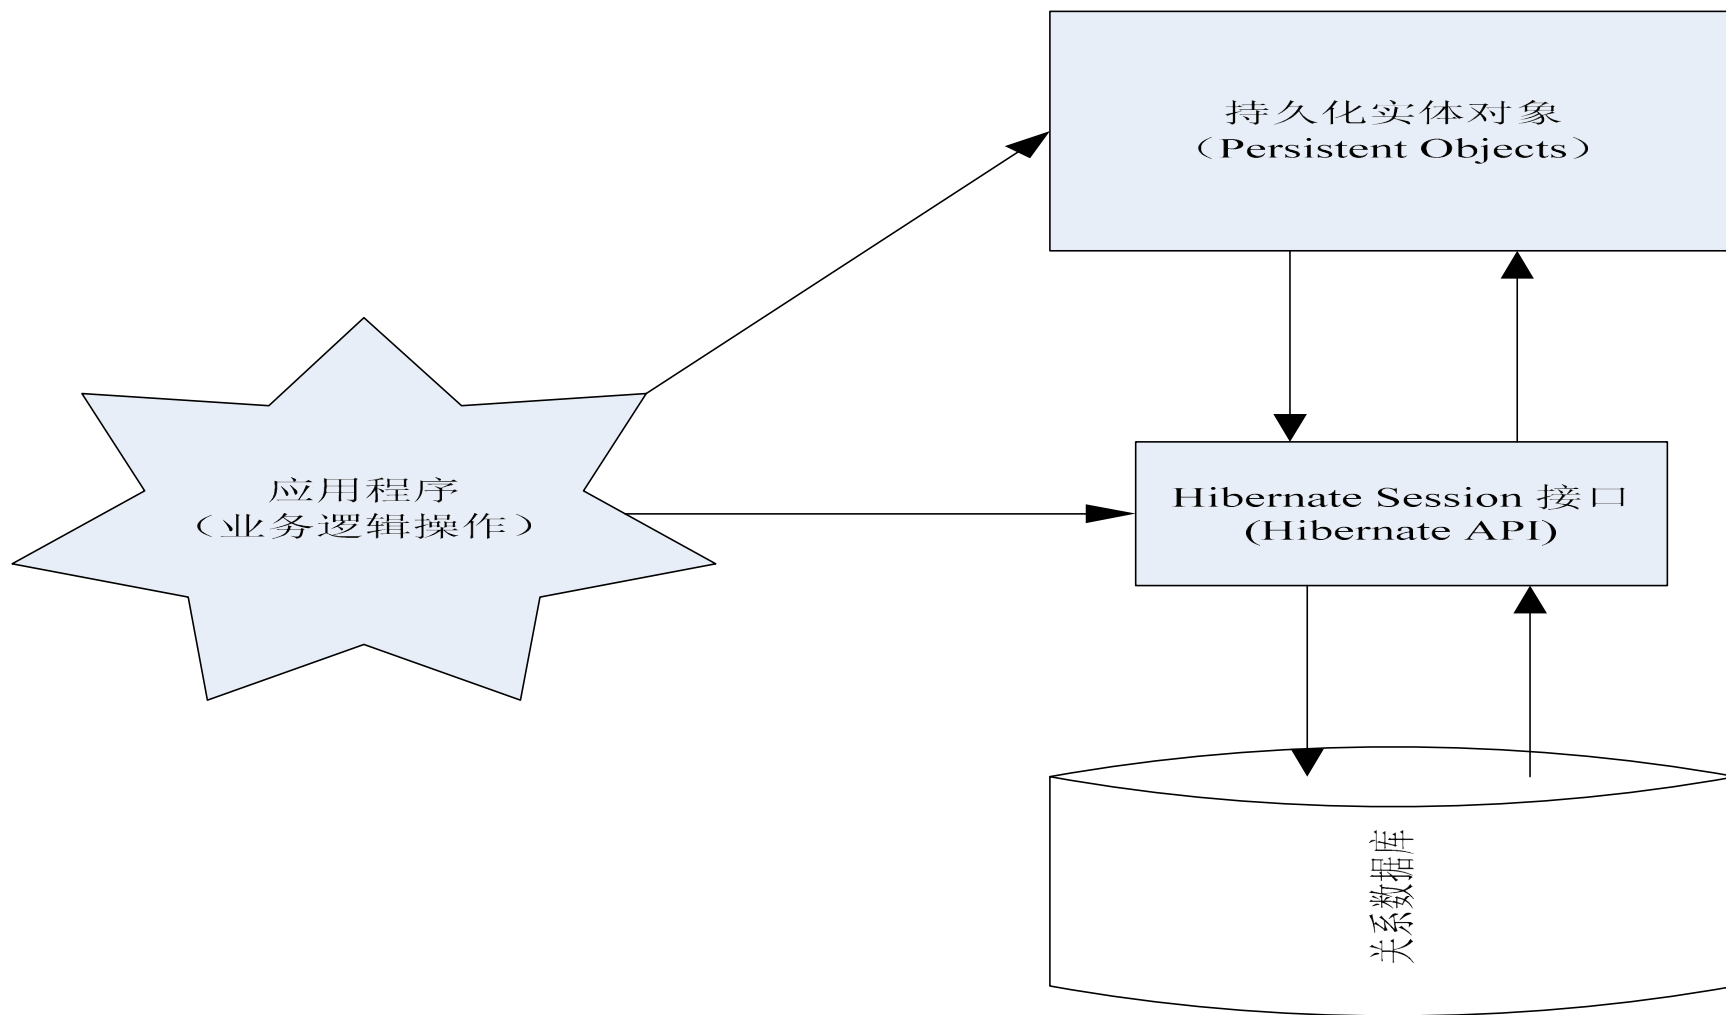 持久化实体对象
（Persistent Objects）
应用程序
（业务逻辑操作）
Hibernate Session 接口
(Hibernate API)
关系数据库